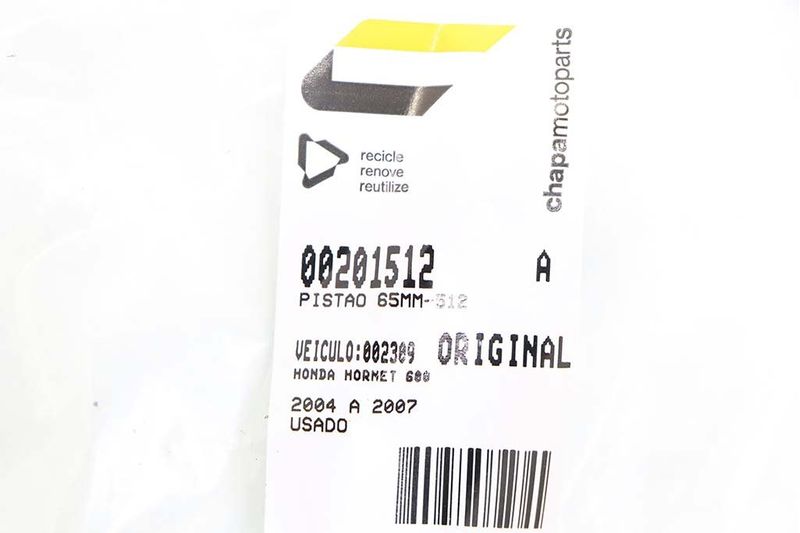 chapamotoparts
recicle
renove
reutilize
00201512 A
PISTAO 65MM-512
VEICULO:002309 ORIGINAL
HONDA HORNET 600
2004 A 2007
USADO